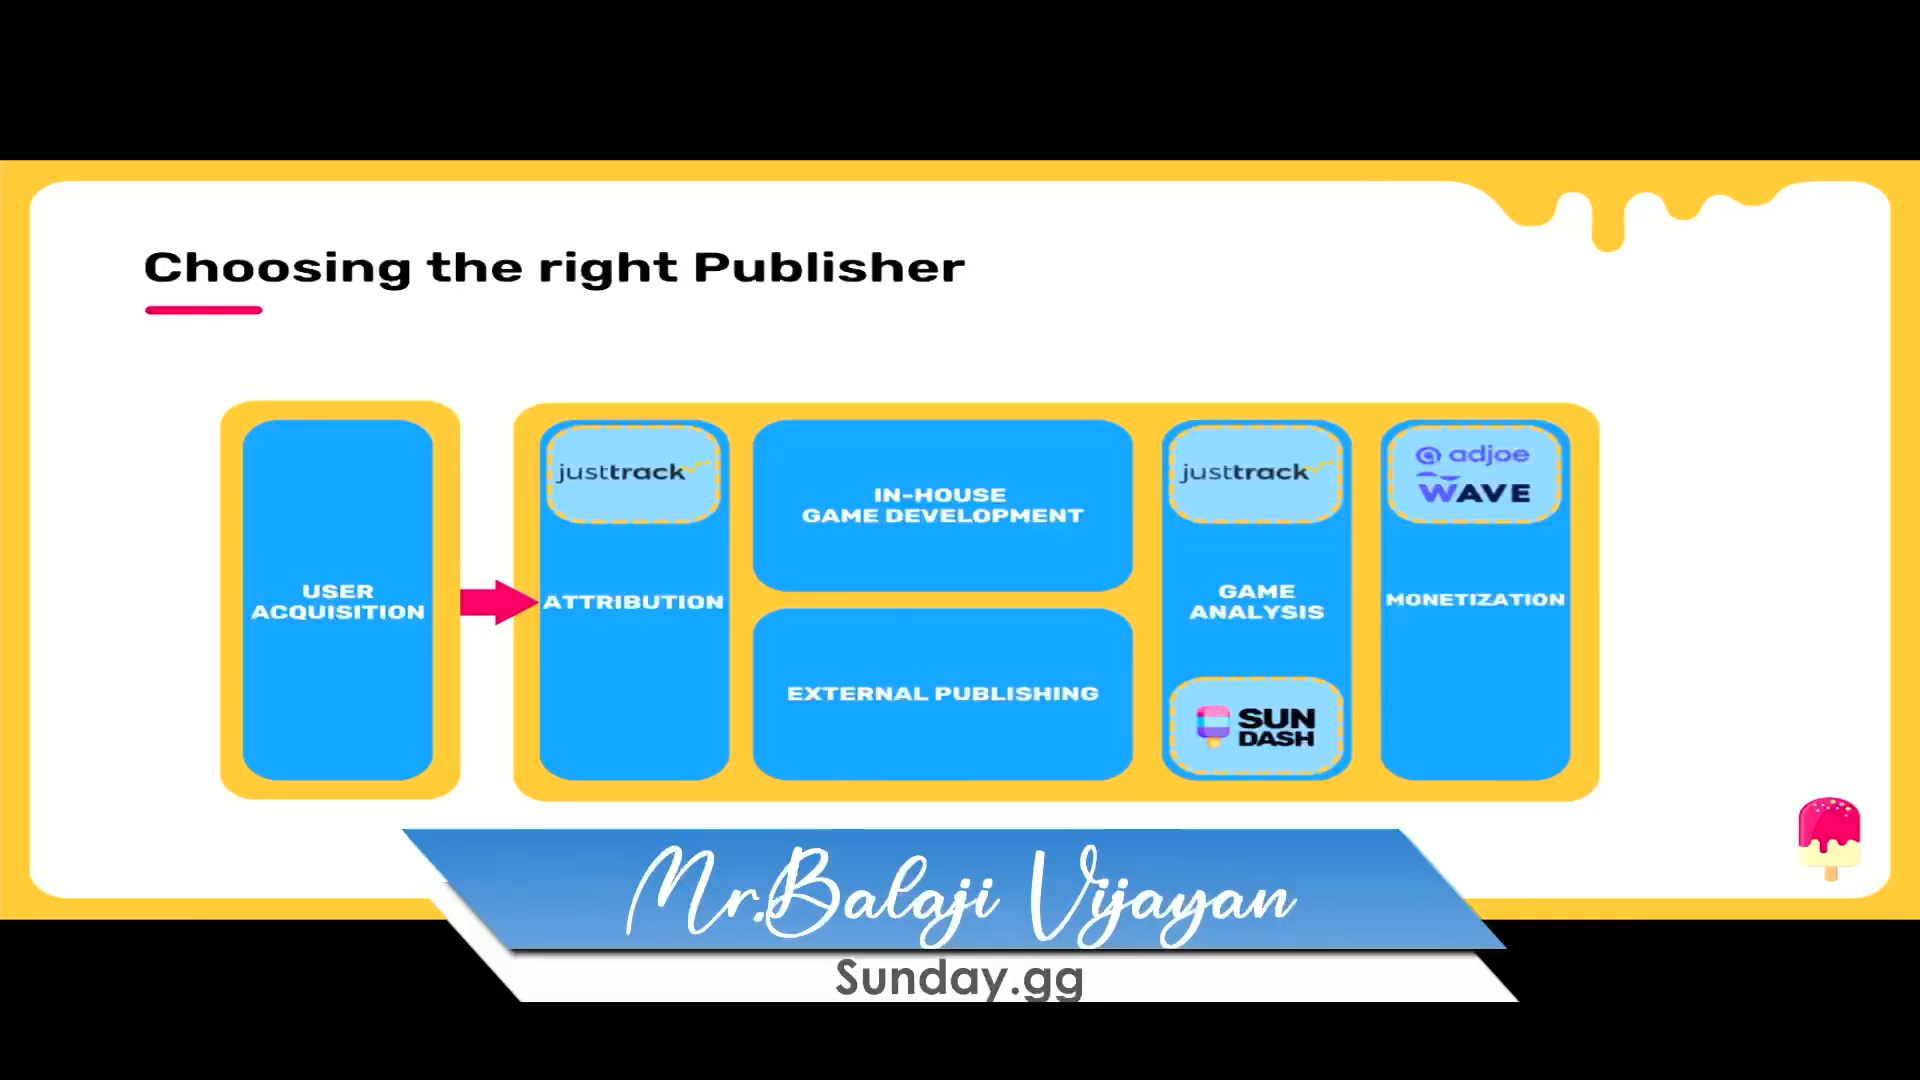 Choosing the right Publisher
USER
ACQUISITION
justtrack
ATTRIBUTION
IN-HOUSE
GAME DEVELOPMENT
EXTERNAL PUBLISHING
justtrack
GAME
ANALYSIS
SUN
DASH
adjoe
WAVE
MONETIZATION
Mr.Balaji Vijayan
Sunday.gg